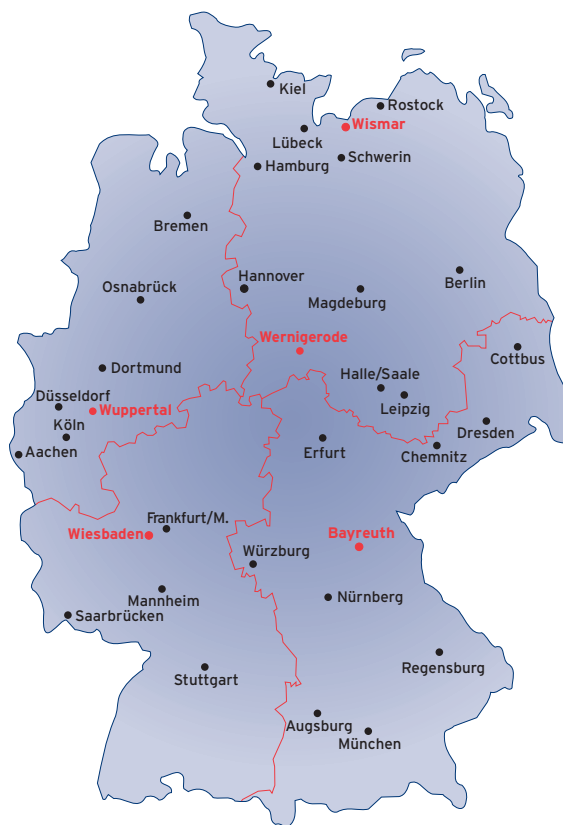 Kiel
Rostock
Wismar
Lübeck
Schwerin
Hamburg
Bremen
Hannover
Berlin
Osnabrück
Magdeburg
Wernigerode
Cottbus
Dortmund
Halle/Saale
Düsseldorf
Leipzig
Wuppertal
Köln
Dresden
Aachen
Erfurt
Chemnitz
Frankfurt/M.
Wiesbaden
Bayreuth
Würzburg
Mannheim
Nürnberg
Saarbrücken
Regensburg
Stuttgart
Augsburg
München